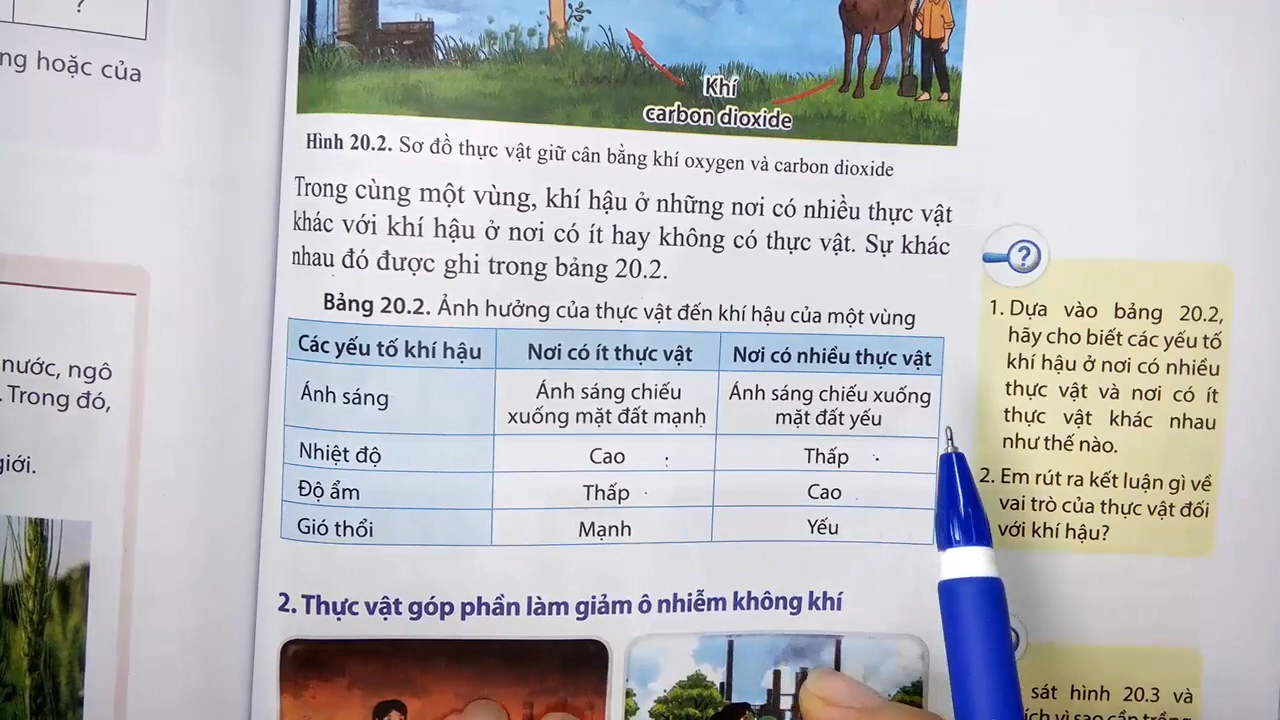 ?
ng hoặc của
nước, ngô
. Trong đó,
giới.
Khí
carbon dioxide
Hình 20.2. Sơ đồ thực vật giữ cân bằng khí oxygen và carbon dioxide
Trong cùng một vùng, khí hậu ở những nơi có nhiều thực vật
khác với khí hậu ở nơi có ít hay không có thực vật. Sự khác
nhau đó được ghi trong bảng 20.2.
Bảng 20.2. Ảnh hưởng của thực vật đến khí hậu của một vùng
Các yếu tố khí hậu Nơi có ít thực vật Nơi có nhiều thực vật
Ánh sáng
Ánh sáng chiếu
xuống mặt đất mạnh
Ánh sáng chiếu xuống
mặt đất yếu
Nhiệt độ Cao Thấp
Độ ẩm Thấp Cao
Gió thổi Mạnh Yếu
2. Thực vật góp phần làm giảm ô nhiễm không khí
?
1. Dựa vào bảng 20.2,
hãy cho biết các yếu tố
khí hậu ở nơi có nhiều
thực vật và nơi có ít
thực vật khác nhau
như thế nào.
2. Em rút ra kết luận gì về
vai trò của thực vật đối
với khí hậu?
sát hình 20.3 và
ích vì sao cần trồng